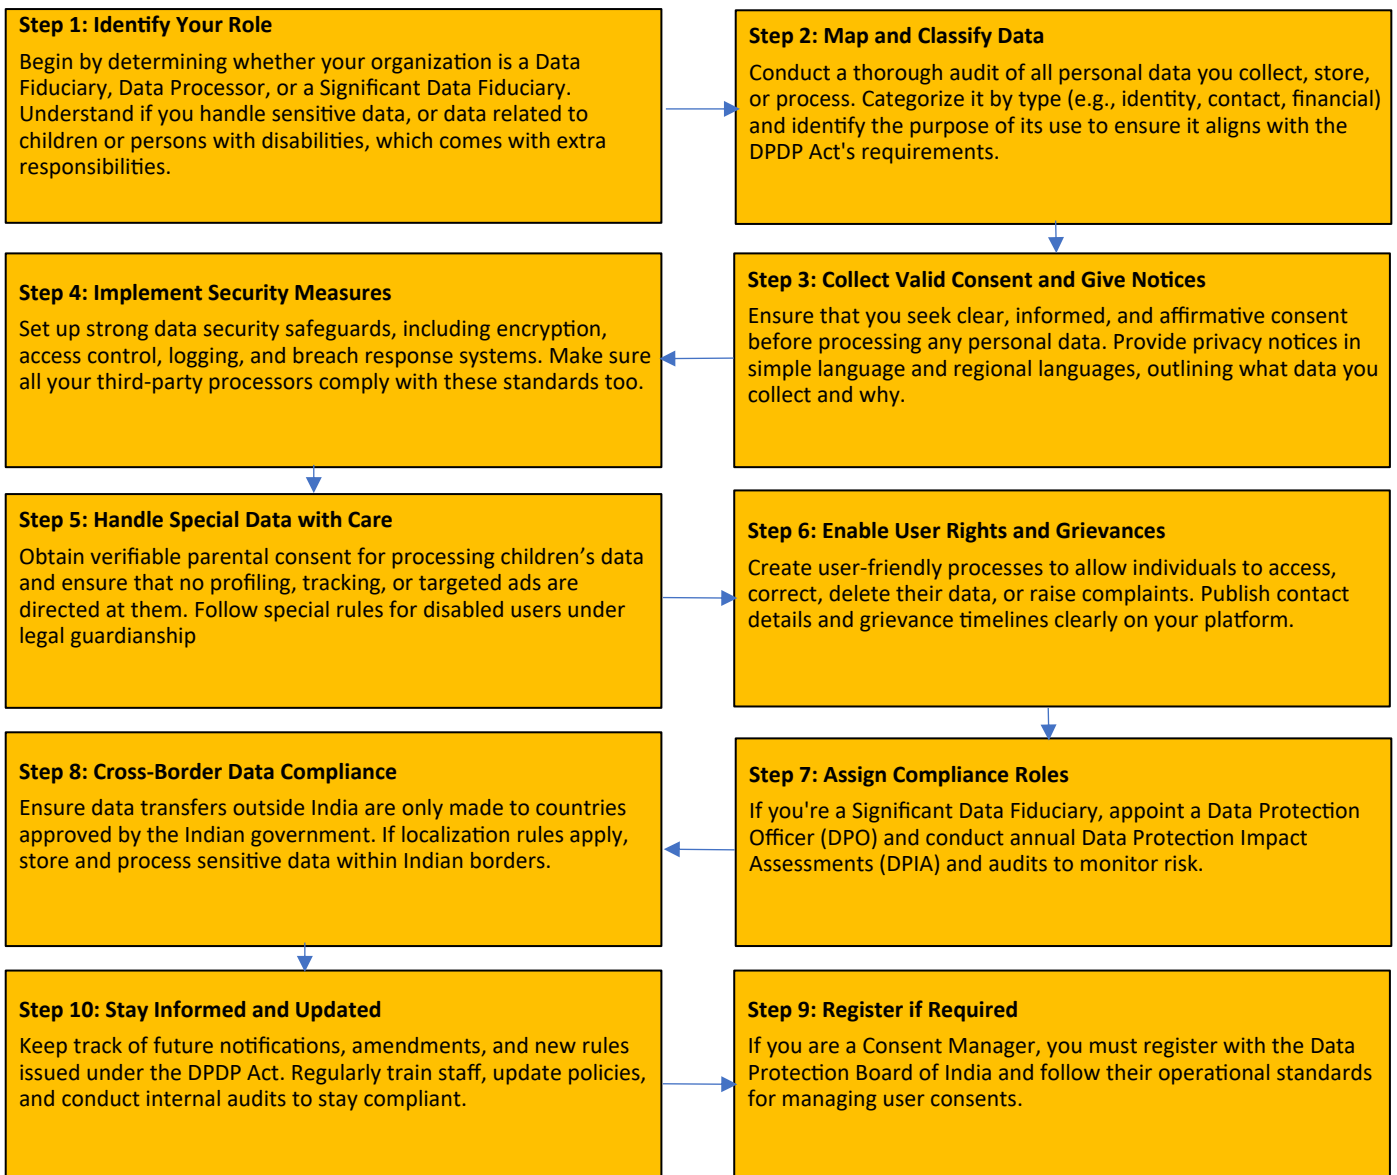 Step 1: Identify Your Role
Begin by determining whether your organization is a Data
Fiduciary, Data Processor, or a Significant Data Fiduciary.
Understand if you handle sensitive data, or data related to
children or persons with disabilities, which comes with extra
responsibilities.
Step 2: Map and Classify Data
Conduct a thorough audit of all personal data you collect, store,
or process. Categorize it by type (e.g., identity, contact, financial)
and identify the purpose of its use to ensure it aligns with the
DPDP Act's requirements.
Step 3: Collect Valid Consent and Give Notices
Ensure that you seek clear, informed, and affirmative consent
before processing any personal data. Provide privacy notices in
simple language and regional languages, outlining what data you
collect and why.
Step 4: Implement Security Measures
Set up strong data security safeguards, including encryption,
access control, logging, and breach response systems. Make sure
all your third-party processors comply with these standards too.
Step 5: Handle Special Data with Care
Obtain verifiable parental consent for processing children’s data
and ensure that no profiling, tracking, or targeted ads are
directed at them. Follow special rules for disabled users under
legal guardianship
Step 6: Enable User Rights and Grievances
Create user-friendly processes to allow individuals to access,
correct, delete their data, or raise complaints. Publish contact
details and grievance timelines clearly on your platform.
Step 7: Assign Compliance Roles
If you're a Significant Data Fiduciary, appoint a Data Protection
Officer (DPO) and conduct annual Data Protection Impact
Assessments (DPIA) and audits to monitor risk.
Step 8: Cross-Border Data Compliance
Ensure data transfers outside India are only made to countries
approved by the Indian government. If localization rules apply,
store and process sensitive data within Indian borders.
Step 10: Stay Informed and Updated
Keep track of future notifications, amendments, and new rules
issued under the DPDP Act. Regularly train staff, update policies,
and conduct internal audits to stay compliant.
Step 9: Register if Required
If you are a Consent Manager, you must register with the Data
Protection Board of India and follow their operational standards
for managing user consents.